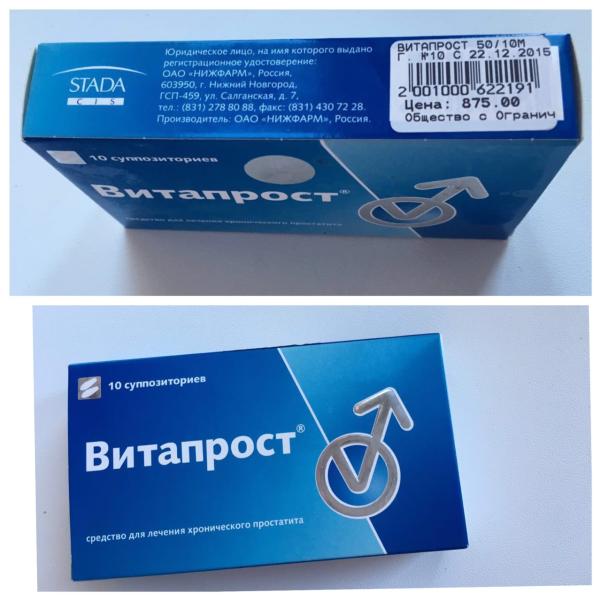 STADA
CIS
Юридическое лицо, на имя которого выдано
регистрационное удостоверение:
ОАО «НИЖФАРМ», Россия,
603950, г. Нижний Новгород,
ГСП-459, ул. Салганская, д. 7,
тел.: (831) 278 80 88, факс: (831) 430 72 28.
Производитель: ОАО «НИЖФАРМ», Россия.
ВИТАПРОСТ 50/10М
Г. №10 С 22.12.2015
2 001000 622191
Цена: 875.00
Общество с Огранич
10 суппозиториев
Витапрост®
средство для лечения хронического простатита
10 суппозиториев
Витапрост®
средство для лечения хронического простатита